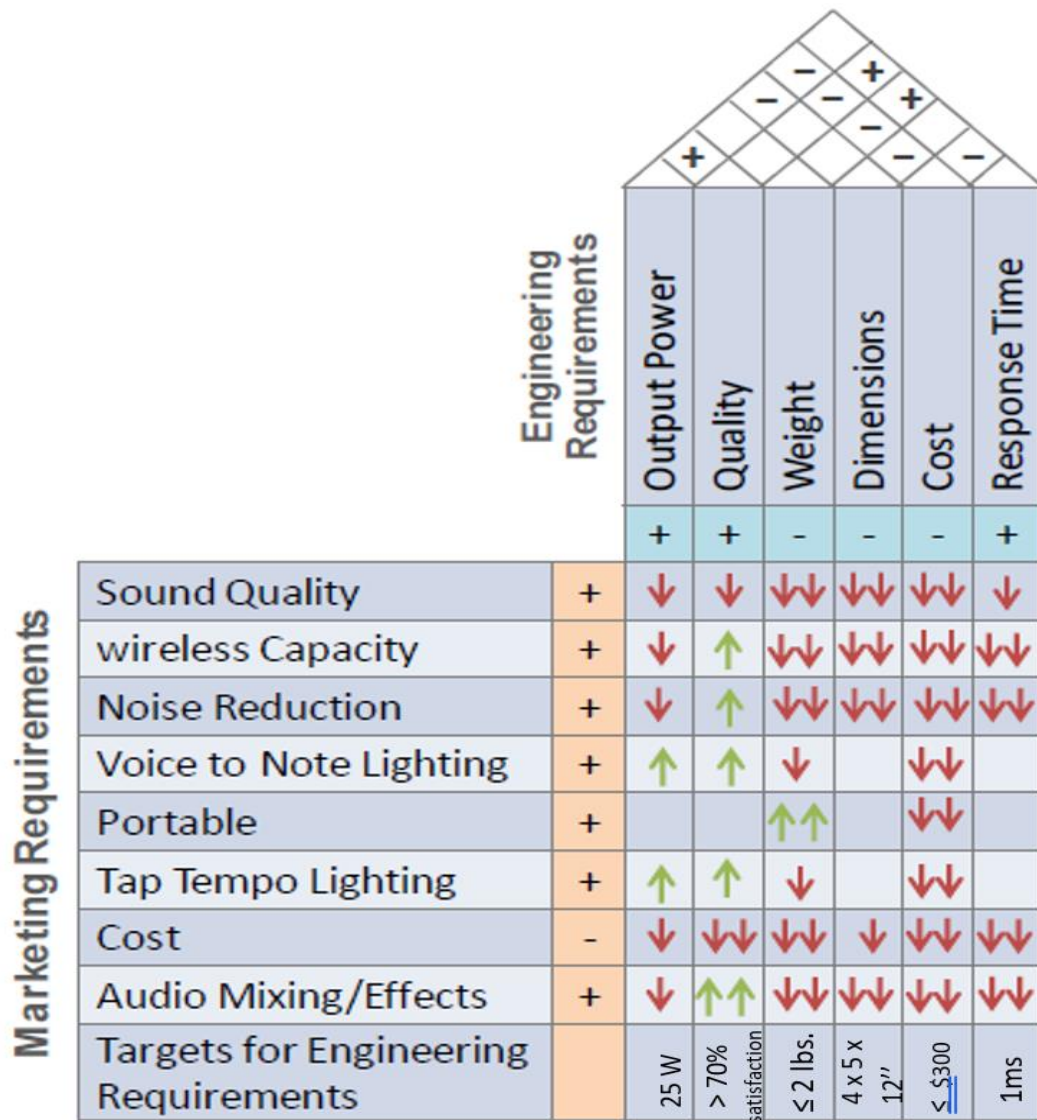 − +
− − +
+ − − −
Engineering
Requirements
Output Power
Quality
Weight
Dimensions
Cost
Response Time
+ + - - - +
Marketing Requirements
Sound Quality + ↓ ↓ ↓↓ ↓↓ ↓↓ ↓
wireless Capacity + ↓ ↑ ↓↓ ↓↓ ↓↓ ↓↓
Noise Reduction + ↓ ↑ ↓↓ ↓↓ ↓↓ ↓↓
Voice to Note Lighting + ↑ ↑ ↓ ↓↓
Portable + ↑↑ ↓↓
Tap Tempo Lighting + ↑ ↑ ↓ ↓↓
Cost - ↓ ↓↓ ↓↓ ↓ ↓↓ ↓↓
Audio Mixing/Effects + ↓ ↑↑ ↓↓ ↓↓ ↓↓ ↓↓
Targets for Engineering
Requirements
25 W
> 70%
satisfaction
≤ 2 lbs.
4 x 5 x
12’’
≤ $300
1ms